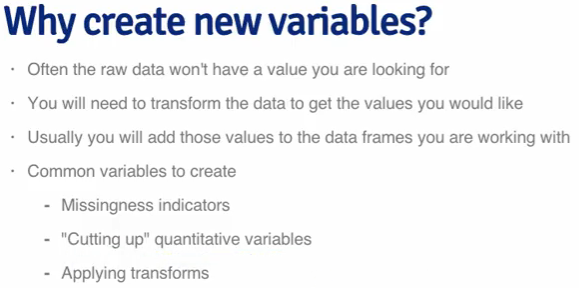 Why create new variables?
· Often the raw data won't have a value you are looking for
· You will need to transform the data to get the values you would like
· Usually you will add those values to the data frames you are working with
· Common variables to create
- Missingness indicators
- "Cutting up" quantitative variables
- Applying transforms